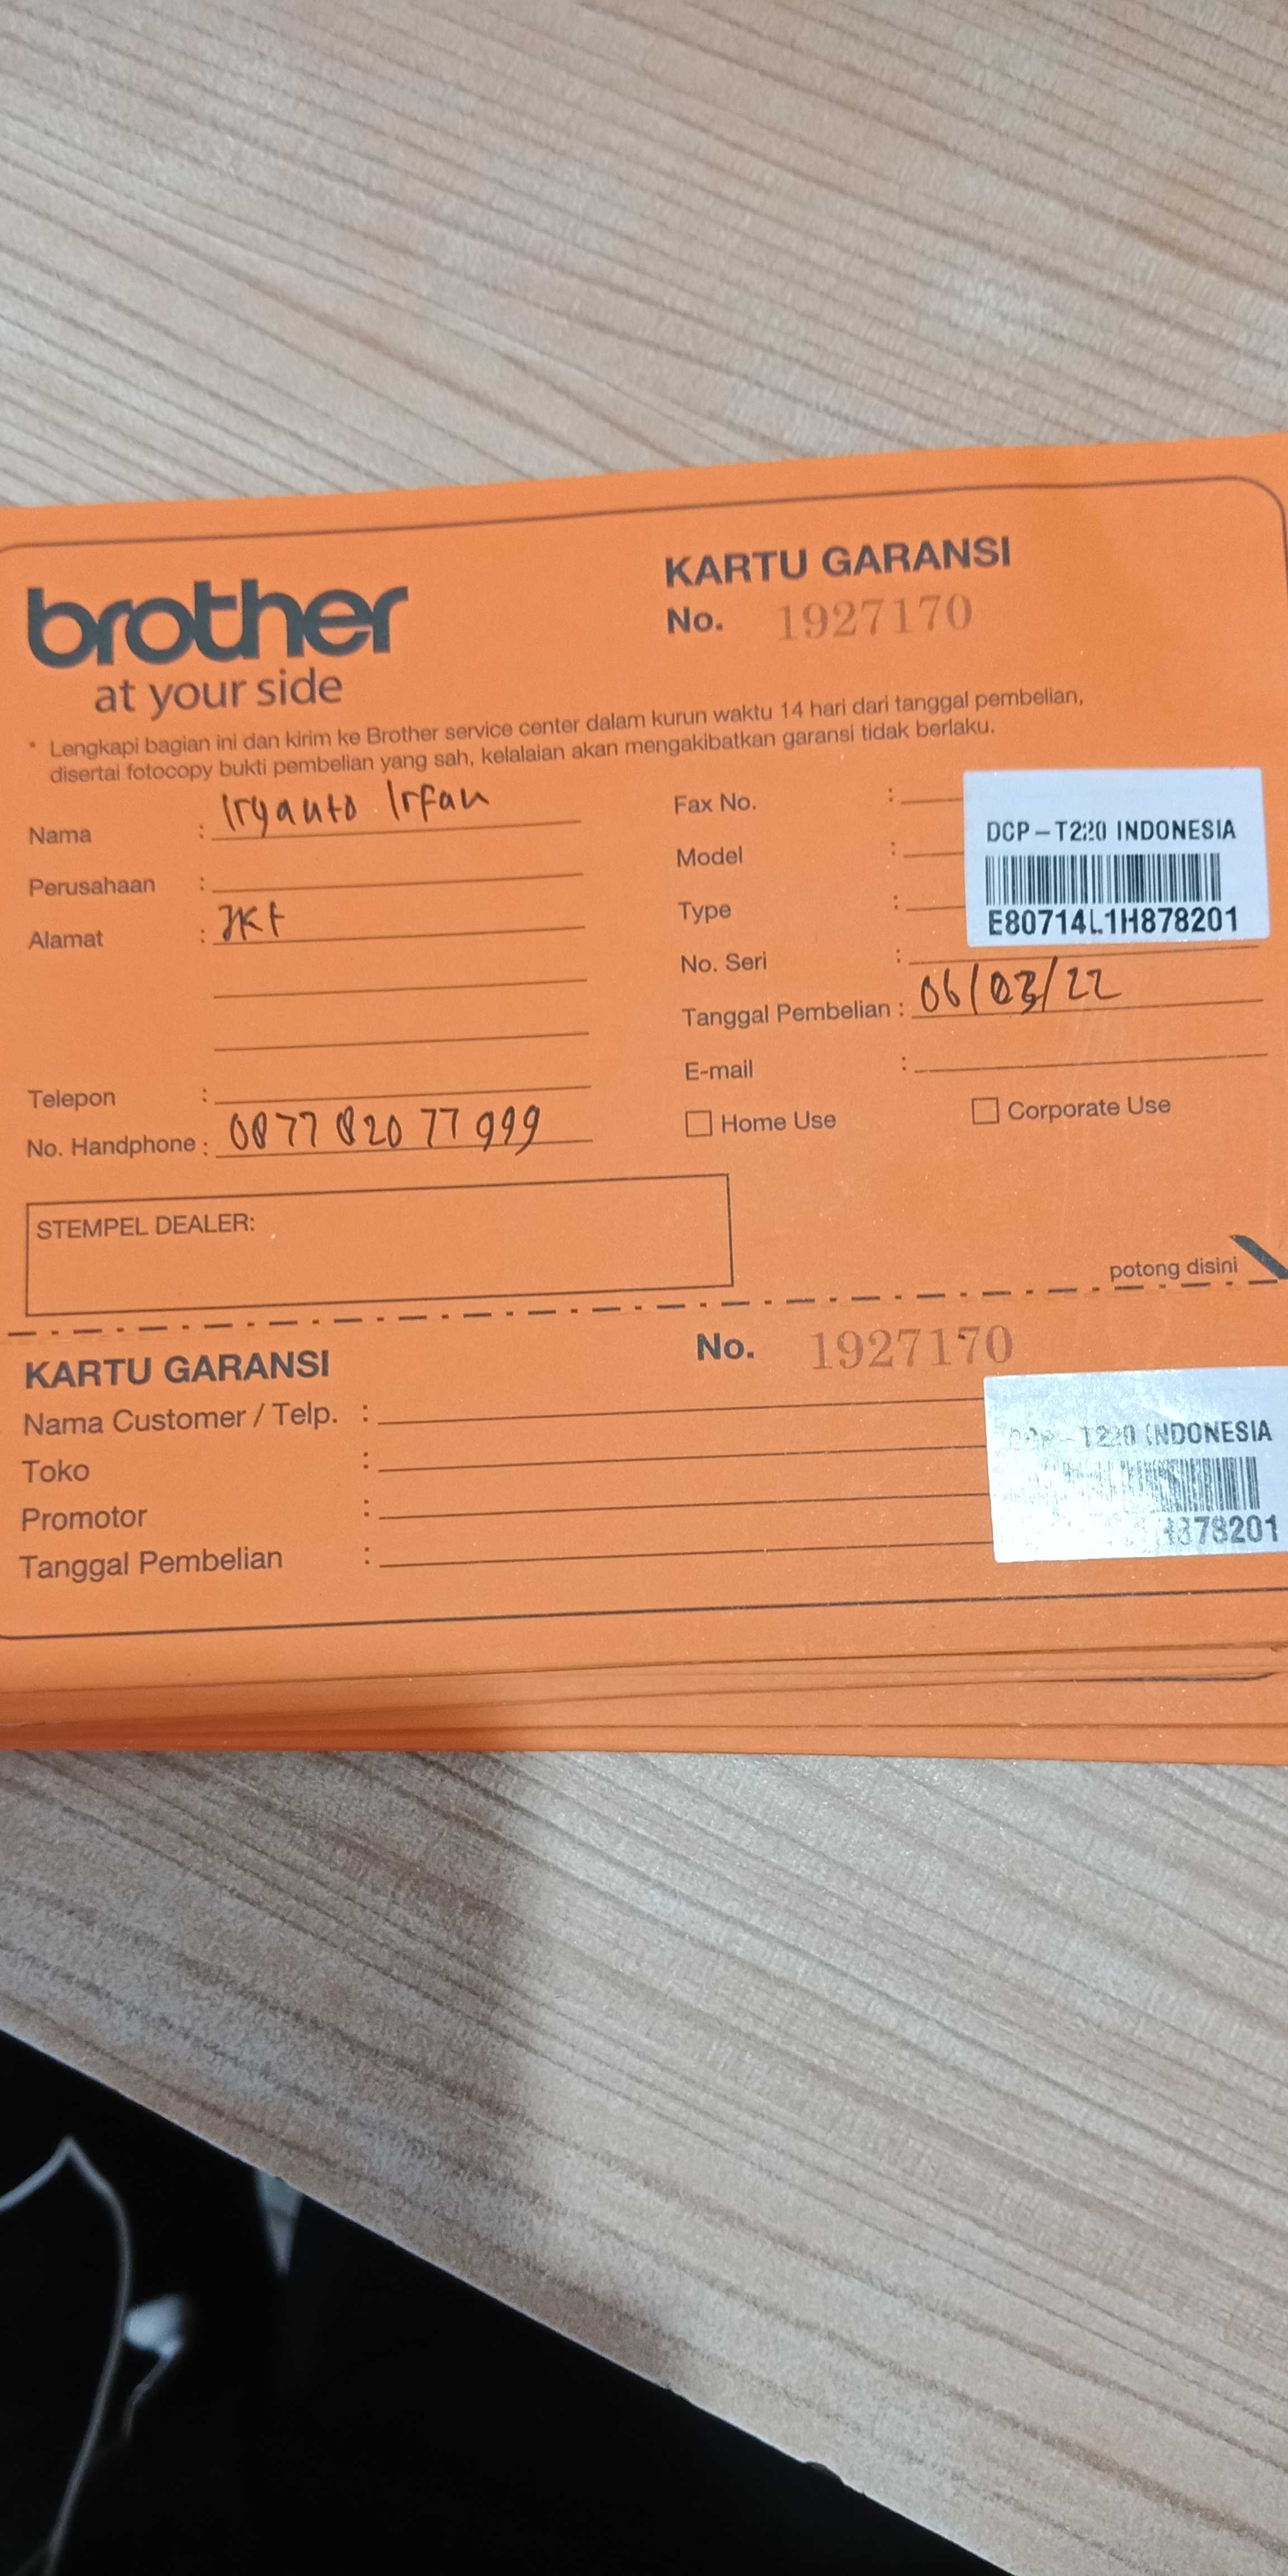 brother
at your side
KARTU GARANSI
No. 1927170
* Lengkapi bagian ini dan kirim ke Brother service center dalam kurun waktu 14 hari dari tanggal pembelian,
disertai fotocopy bukti pembelian yang sah, kelalaian akan mengakibatkan garansi tidak berlaku.
Nama : Iryanto Irfan
Perusahaan :
Alamat : JKt
Telepon :
No. Handphone : 0877 820 77 999
Fax No. :
Model :
Type :
No. Seri :
DCP-T220 INDONESIA
E80714L1H878201
Tanggal Pembelian : 06/03/22
E-mail :
Home Use
Corporate Use
STEMPEL DEALER:
potong disini
KARTU GARANSI
No. 1927170
Nama Customer / Telp. :
Toko :
Promotor :
Tanggal Pembelian :
INDONESIA
878201